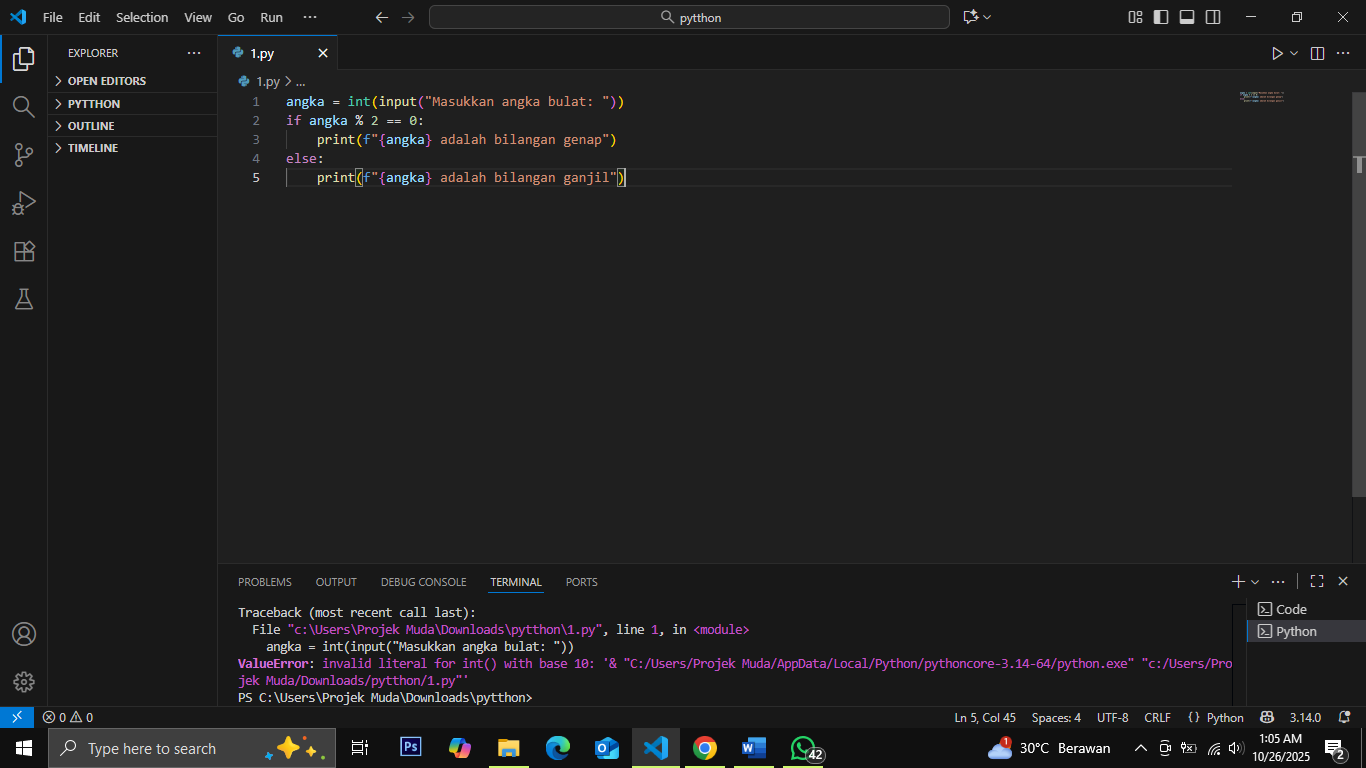 File Edit Selection View Go Run ··· pytthon
EXPLORER ···
OPEN EDITORS
PYTTHON
OUTLINE
TIMELINE
1.py
1.py > ...
1 angka = int(input("Masukkan angka bulat: "))
2 if angka % 2 == 0:
3     print(f"{angka} adalah bilangan genap")
4 else:
5     print(f"{angka} adalah bilangan ganjil")
PROBLEMS OUTPUT DEBUG CONSOLE TERMINAL PORTS
Traceback (most recent call last):
  File "c:\Users\Projek Muda\Downloads\pytthon\1.py", line 1, in <module>
    angka = int(input("Masukkan angka bulat: "))
ValueError: invalid literal for int() with base 10: '& "C:/Users/Projek Muda/AppData/Local/Python/pythoncore-3.14-64/python.exe" "c:/Users/Pro
jek Muda/Downloads/pytthon/1.py"'
PS C:\Users\Projek Muda\Downloads\pytthon>
Code
Python
0 0 Ln 5, Col 45 Spaces: 4 UTF-8 CRLF {} Python 3.14.0
Type here to search Ps 42 1 30°C Berawan 1:05 AM
10/26/2025 2